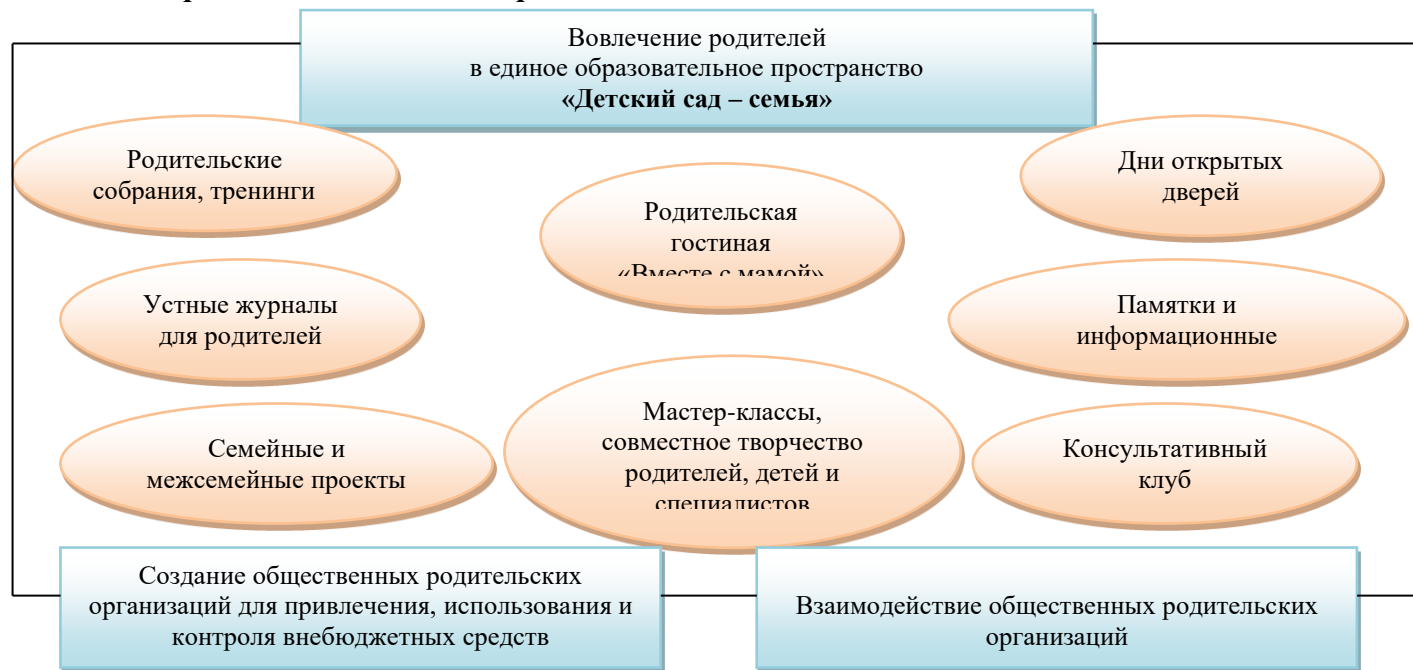 Вовлечение родителей
в единое образовательное пространство
«Детский сад – семья»
Родительские
собрания, тренинги
Дни открытых
дверей
Родительская
гостиная
«Вместе с мамой»
Устные журналы
для родителей
Памятки и
информационные
Мастер-классы,
совместное творчество
родителей, детей и
специалистов
Семейные и
межсемейные проекты
Консультативный
клуб
Создание общественных родительских
организаций для привлечения, использования и
контроля внебюджетных средств
Взаимодействие общественных родительских
организаций